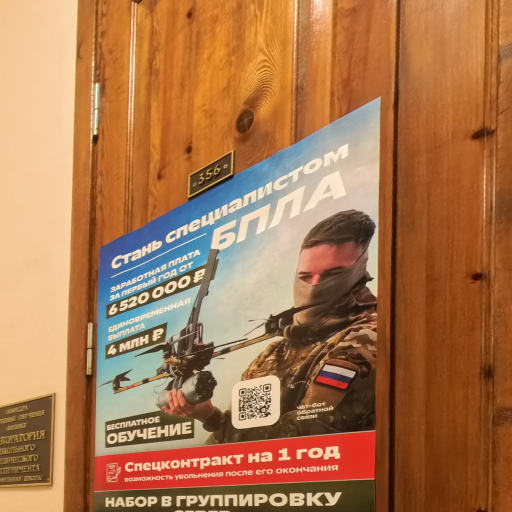 356
Стань специалистом
БПЛА
ЗАРАБОТНАЯ ПЛАТА
ЗА ПЕРВЫЙ ГОД ОТ
6 520 000 ₽
ЕДИНОВРЕМЕННАЯ
ВЫПЛАТА
4 МЛН ₽
БЕСПЛАТНОЕ
ОБУЧЕНИЕ
чат-бот
обратной
связи
Спецконтракт на 1 год
возможность увольнения после его окончания
НАБОР В ГРУППИРОВКУ